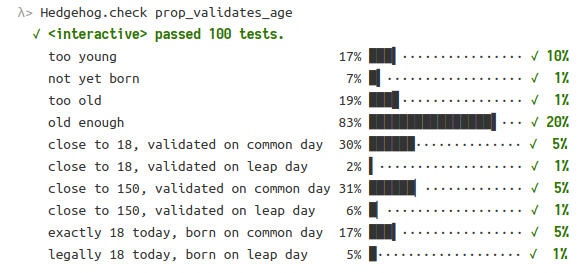 λ> Hedgehog.check prop_validates_age
✓ <interactive> passed 100 tests.
too young 17% ███▌················ ✓ 10%
not yet born 7% █▍················· ✓ 1%
too old 19% ███▊················ ✓ 1%
old enough 83% ████████████████▌··· ✓ 20%
close to 18, validated on common day 30% ██████·············· ✓ 5%
close to 18, validated on leap day 2% ▍··················· ✓ 1%
close to 150, validated on common day 31% ██████▏············· ✓ 5%
close to 150, validated on leap day 6% █▏·················· ✓ 1%
exactly 18 today, born on common day 17% ███▍················ ✓ 5%
legally 18 today, born on leap day 5% █··················· ✓ 1%